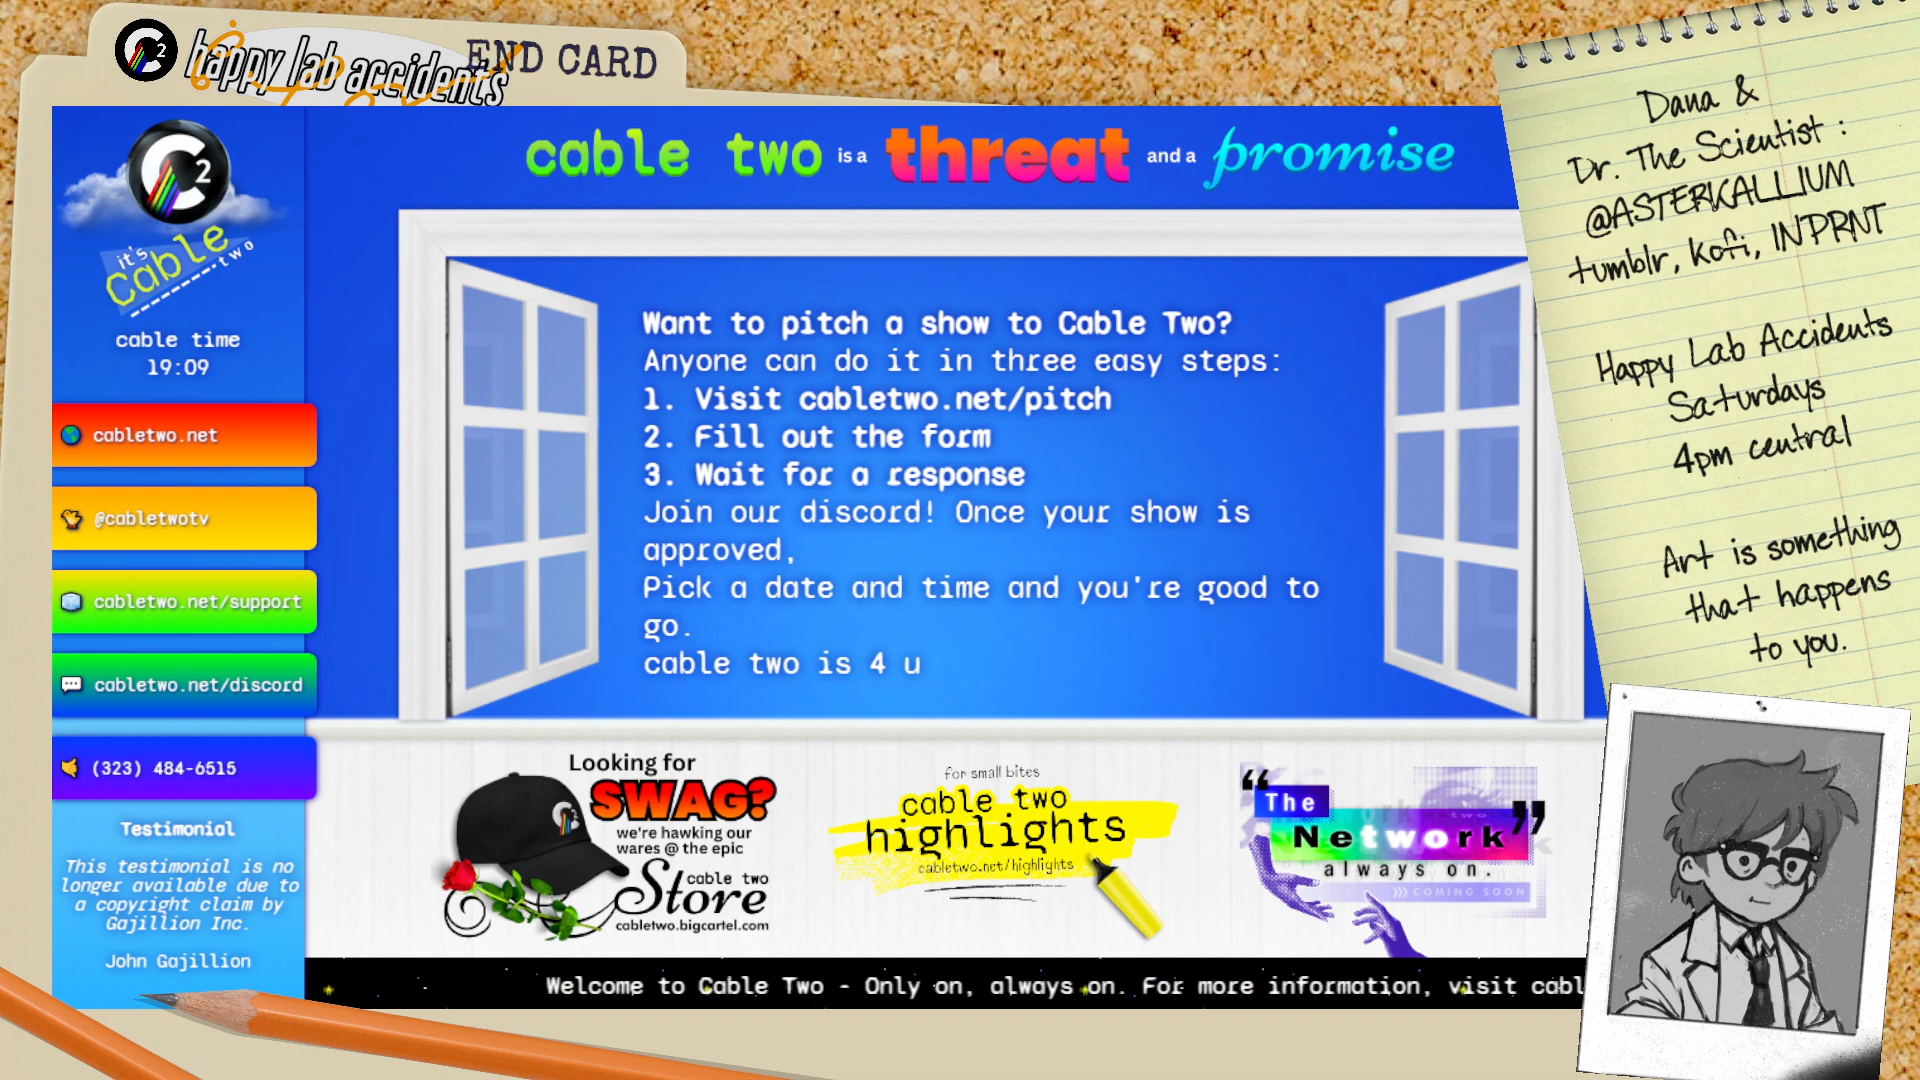 C2
happy lab accidents
END CARD
cable two is a threat and a promise
C2
it's
cable
two
cable time
19:09
cabletwo.net
@cabletwotv
cabletwo.net/support
cabletwo.net/discord
(323) 484-6515
Testimonial
This testimonial is no
longer available due to
a copyright claim by
Gajillion Inc.
John Gajillion
Want to pitch a show to Cable Two?
Anyone can do it in three easy steps:
1. Visit cabletwo.net/pitch
2. Fill out the form
3. Wait for a response
Join our discord! Once your show is
approved,
Pick a date and time and you're good to
go.
cable two is 4 u
Looking for
SWAG?
we're hawking our
wares @ the epic
cable two
Store
cabletwo.bigcartel.com
for small bites
cable two
highlights
cabletwo.net/highlights
“The
Network”
always on.
))) COMING SOON
Welcome to Cable Two - Only on, always on. For more information, visit cabl
Dana &
Dr. The Scientist :
@ASTERKALLIUM
tumblr, kofi, INPRNT
Happy Lab Accidents
Saturdays
4pm central
Art is something
that happens
to you.